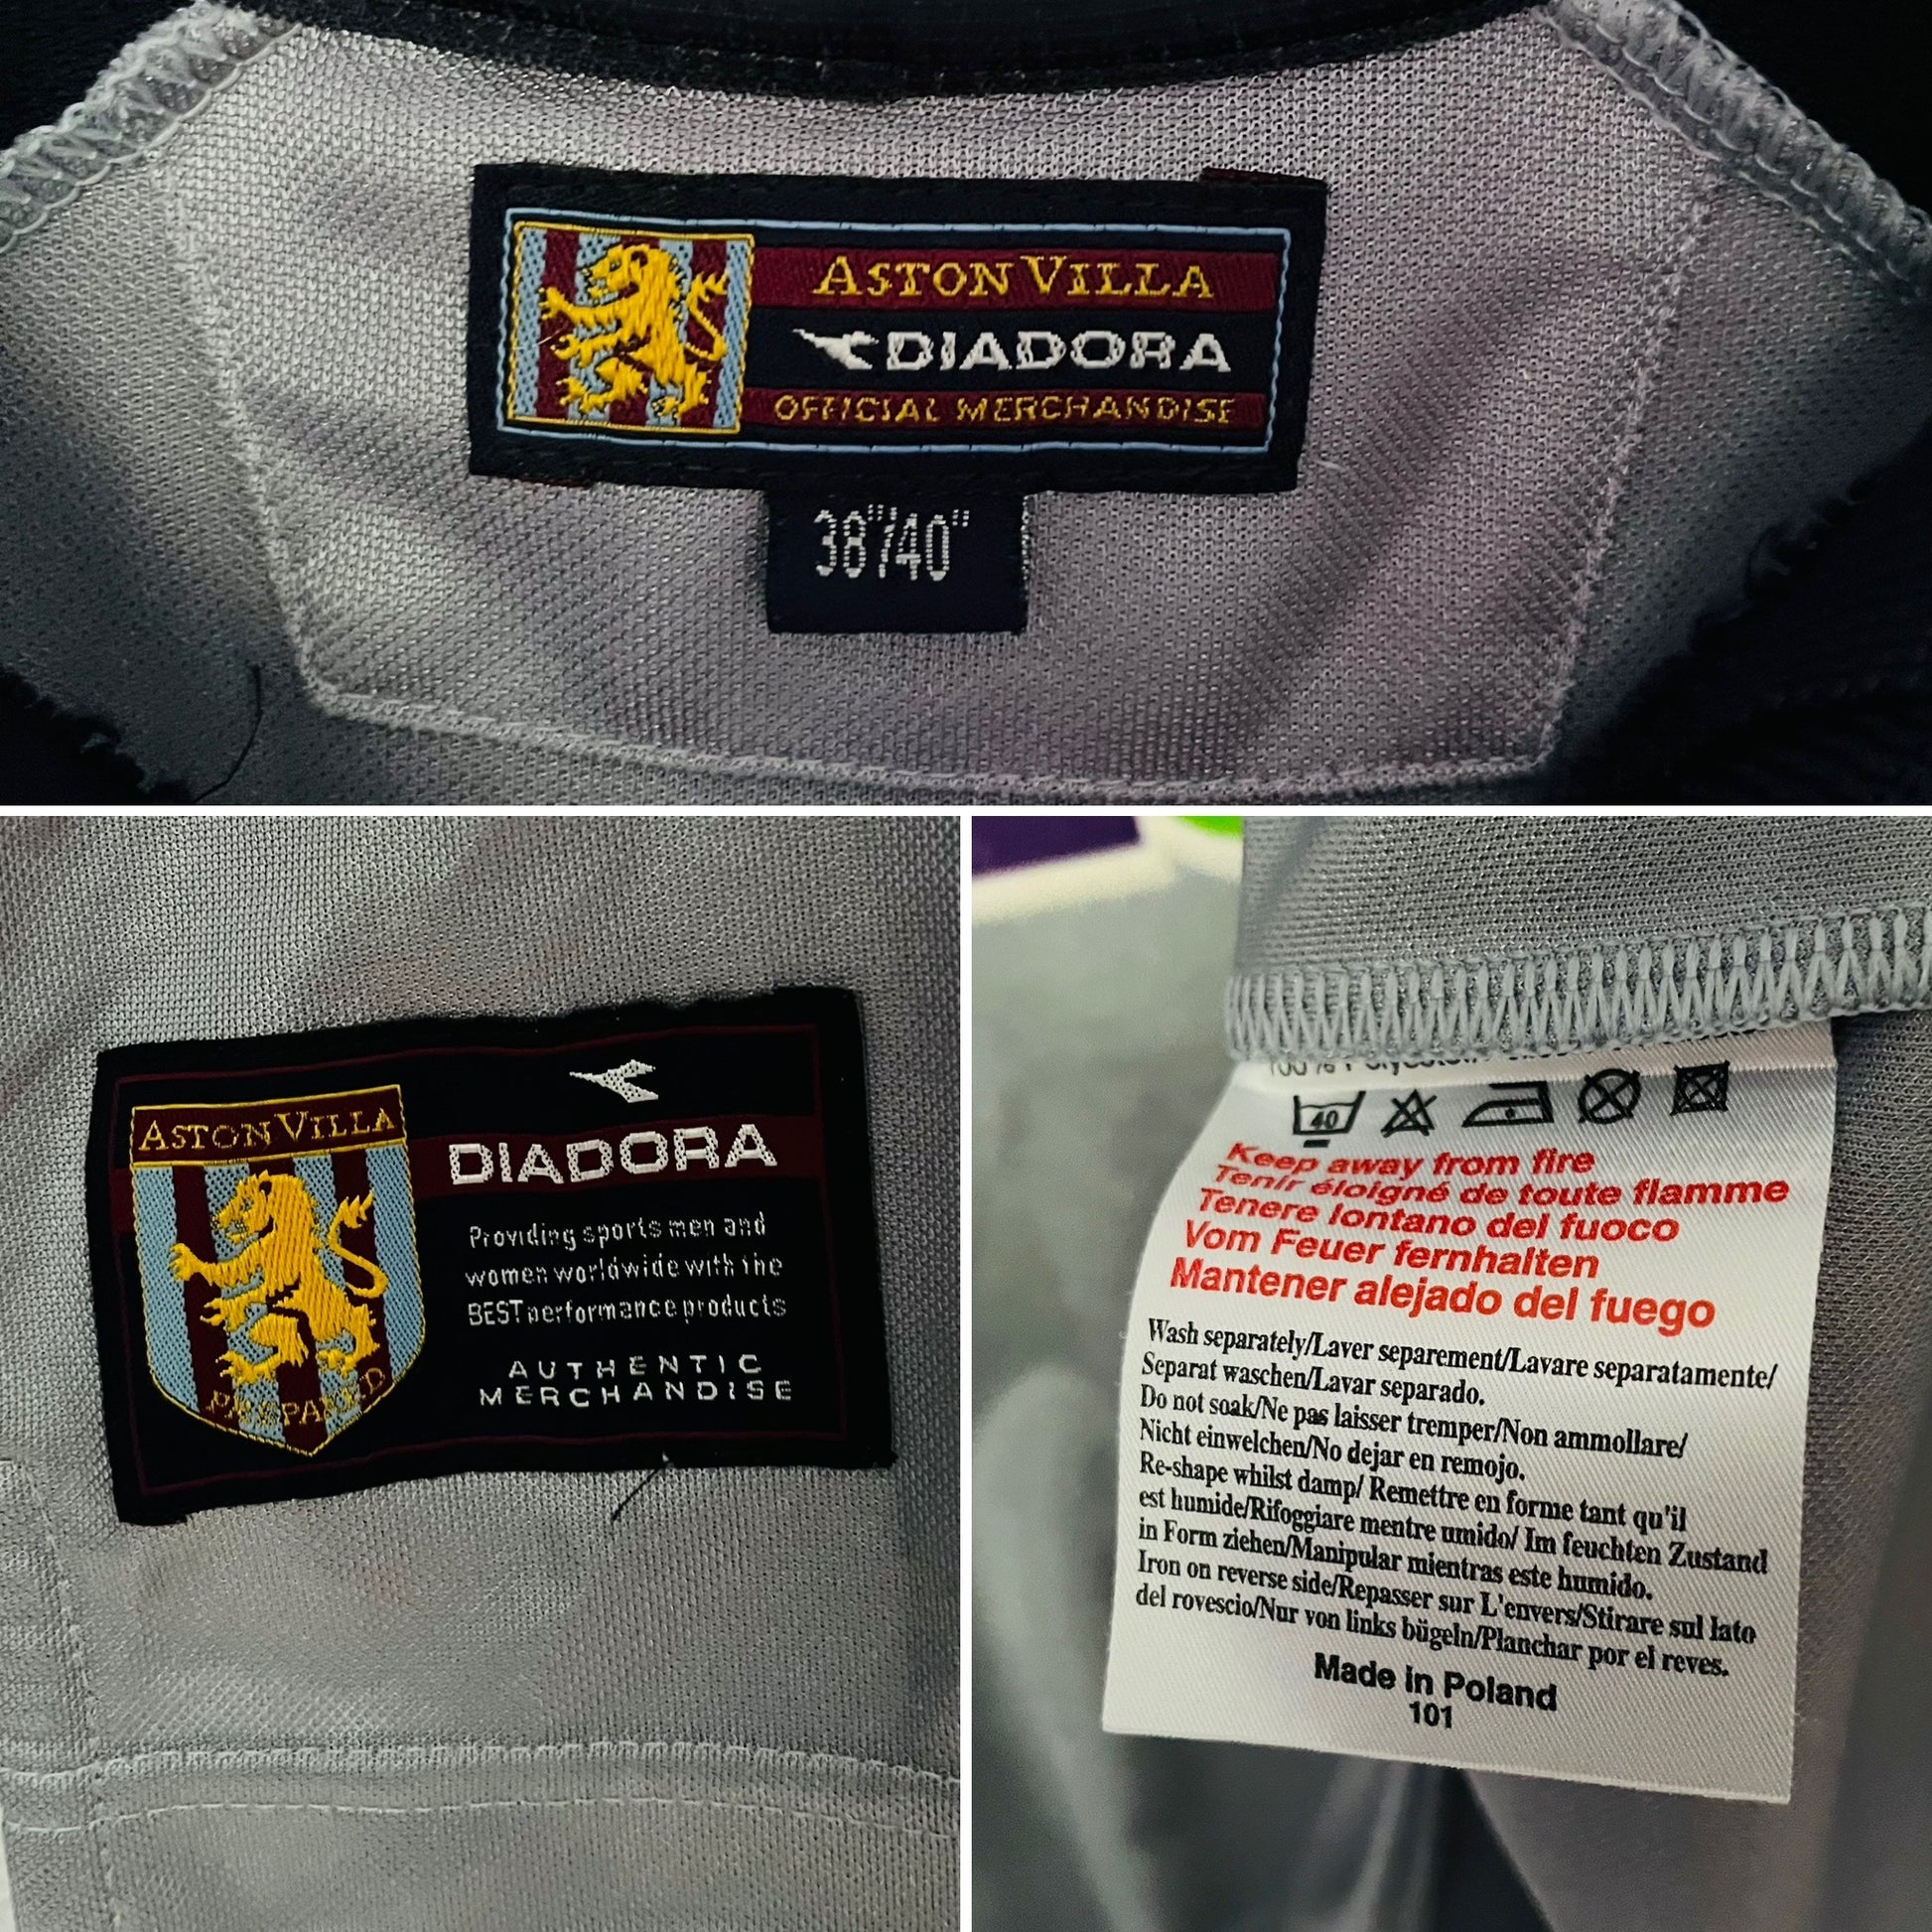 ASTON VILLA
DIADORA
OFFICIAL MERCHANDISE
38"/40"
ASTON VILLA
PREPARED
DIADORA
Providing sports men and
women worldwide with the
BEST performance products
AUTHENTIC
MERCHANDISE
100% Polyester
40
Keep away from fire
Tenir éloigné de toute flamme
Tenere lontano del fuoco
Vom Feuer fernhalten
Mantener alejado del fuego
Wash separately/Laver separement/Lavare separatamente/
Separat waschen/Lavar separado.
Do not soak/Ne pas laisser tremper/Non ammollare/
Nicht einwelchen/No dejar en remojo.
Re-shape whilst damp/ Remettre en forme tant qu'il
est humide/Rifoggiare mentre umido/ Im feuchten Zustand
in Form ziehen/Manipular mientras este humido.
Iron on reverse side/Repasser sur L'envers/Stirare sul lato
del rovescio/Nur von links bügeln/Planchar por el reves.
Made in Poland
101